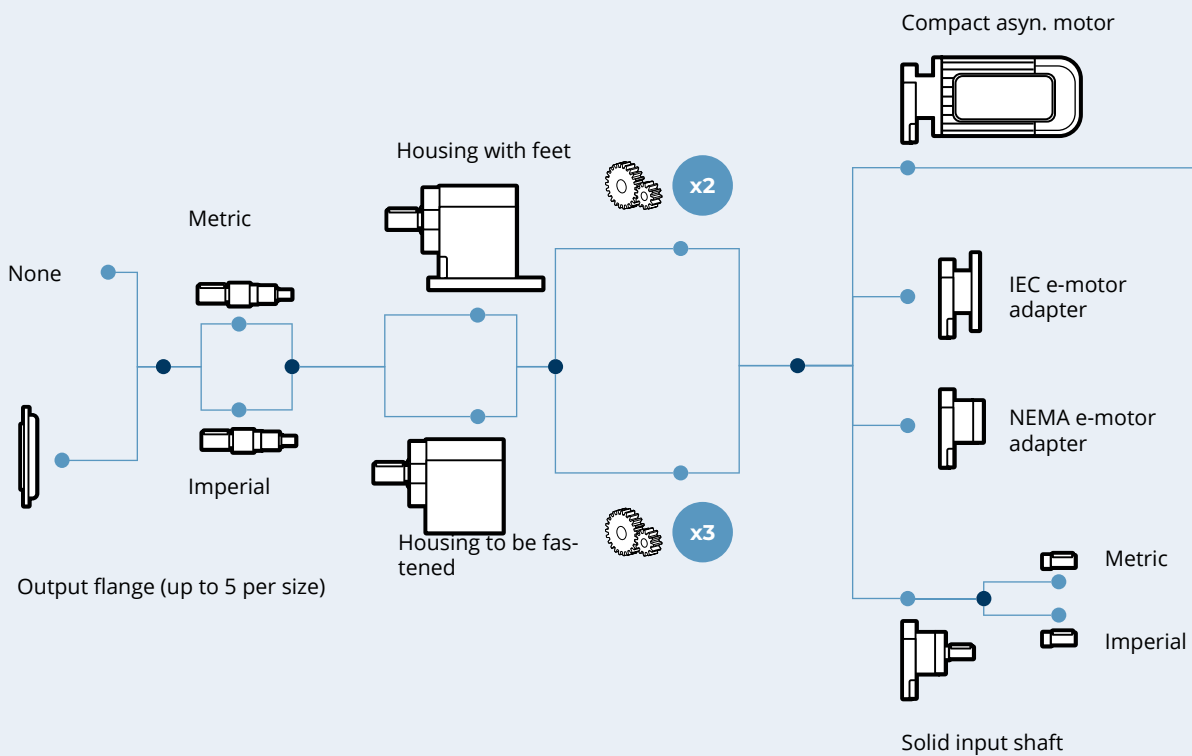 Compact asyn. motor
Housing with feet
x2
Metric
None
IEC e-motor
adapter
NEMA e-motor
adapter
Imperial
x3
Housing to be fas-
tened
Output flange (up to 5 per size)
Metric
Imperial
Solid input shaft